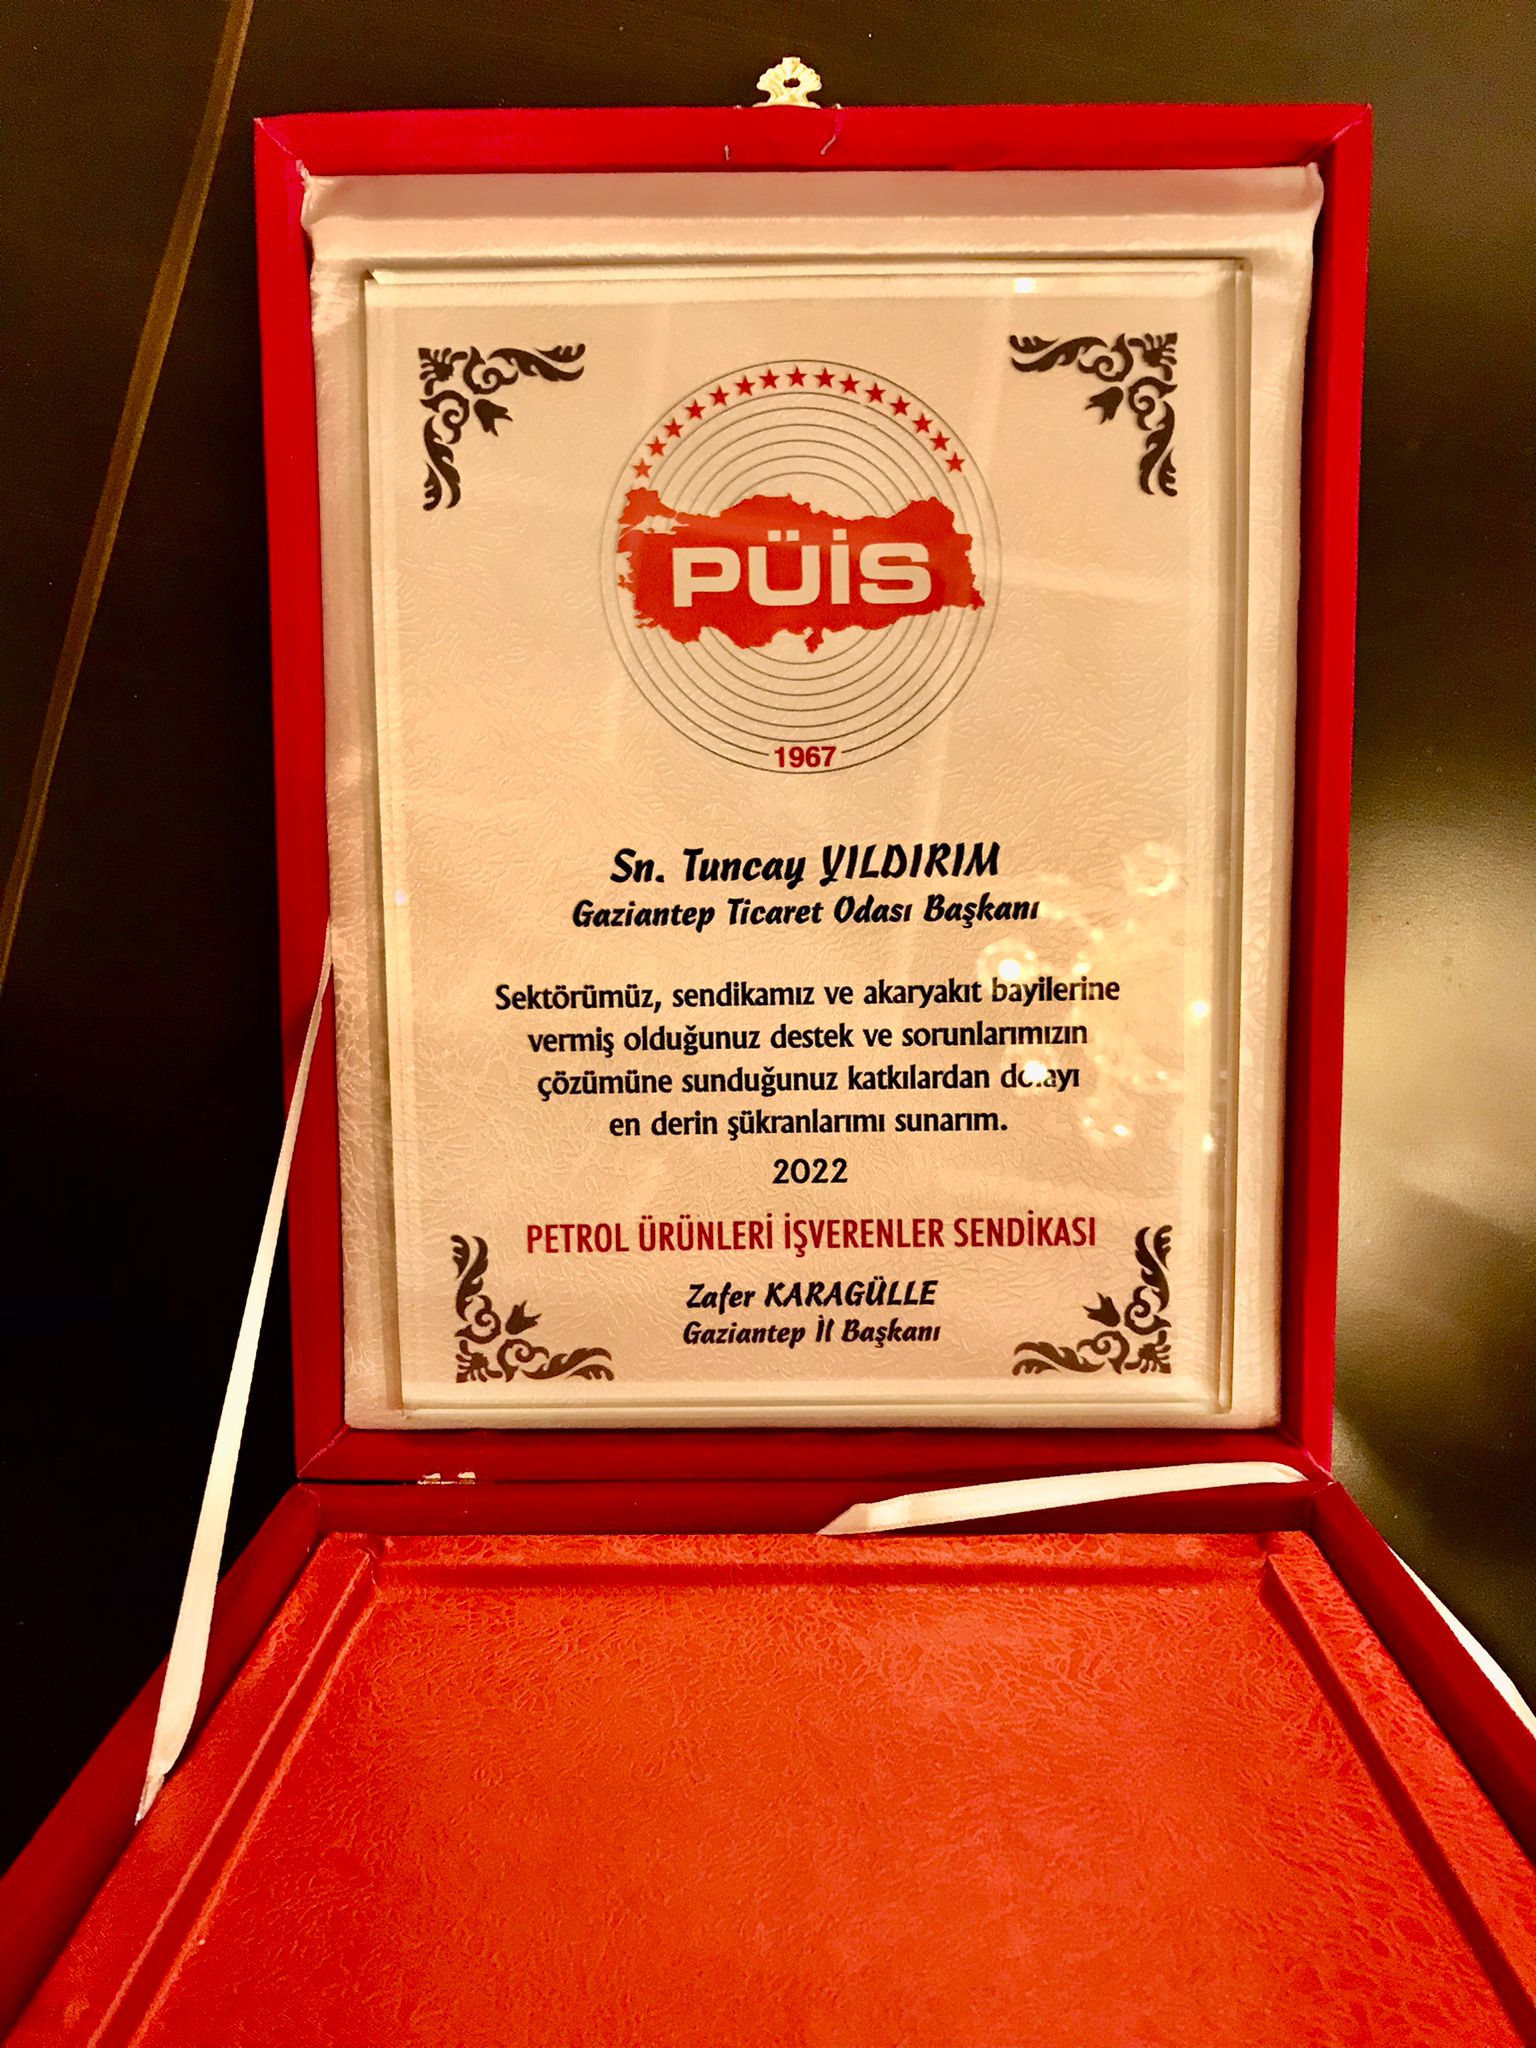 PÜİS
1967
Sn. Tuncay YILDIRIM
Gaziantep Ticaret Odası Başkanı
Sektörümüz, sendikamız ve akaryakıt bayilerine
vermiş olduğunuz destek ve sorunlarımızın
çözümüne sunduğunuz katkılardan dolayı
en derin şükranlarımı sunarım.
2022
PETROL ÜRÜNLERİ İŞVERENLER SENDİKASI
Zafer KARAGÜLLE
Gaziantep İl Başkanı